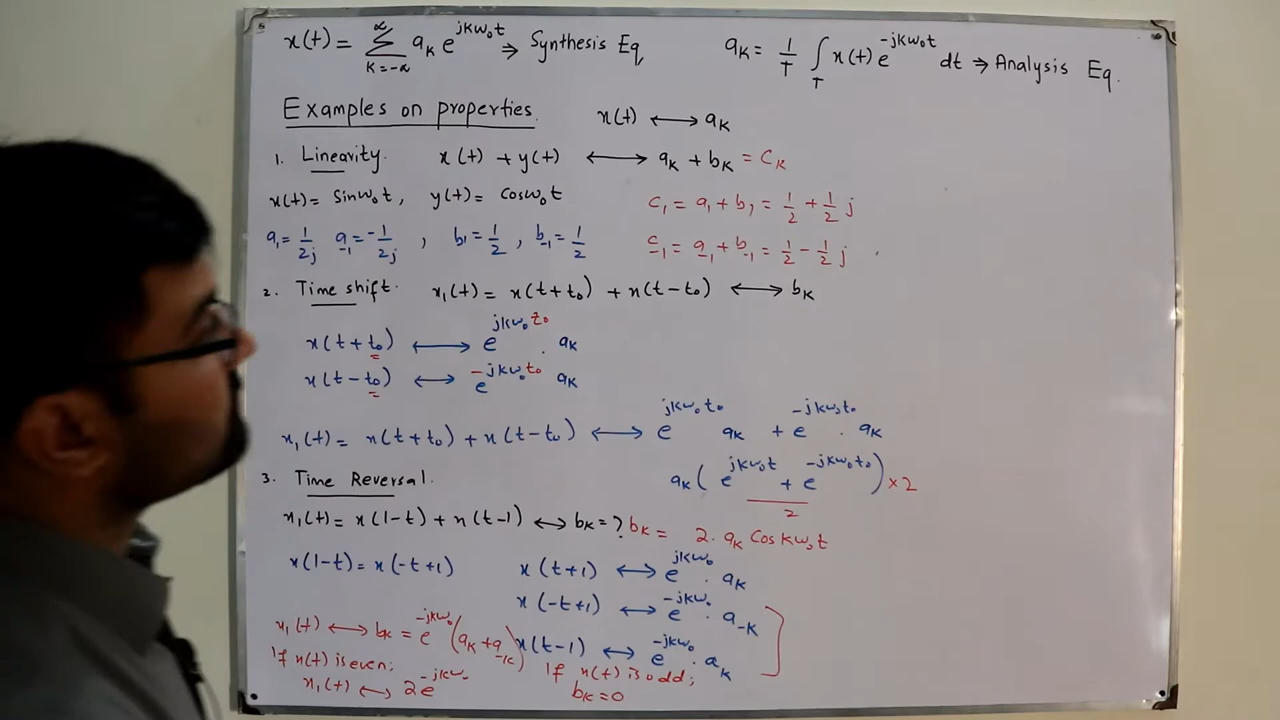 x(t) = ∑_{k=-∞}^{∞} a_k e^{jkω₀t} ⇒ Synthesis Eq, a_k = 1/T ∫_T x(t) e^{-jkω₀t} dt ⇒ Analysis Eq.
Examples on properties. x(t) ⟷ a_k
1. Linearity. x(t) + y(t) ⟷ a_k + b_k = C_k
x(t) = Sinω₀t, y(t) = Cosω₀t C₁ = a₁ + b₁ = 1/2 + 1/2 j
a₁ = 1/2j a₋₁ = -1/2j , b₁ = 1/2 , b₋₁ = 1/2 C₋₁ = a₋₁ + b₋₁ = 1/2 - 1/2 j
2. Time shift. x₁(t) = x(t+t₀) + x(t-t₀) ⟷ b_k
x(t+t₀) ⟷ e^{jkω₀t₀} . a_k
x(t-t₀) ⟷ e^{-jkω₀t₀} a_k
x₁(t) = x(t+t₀) + x(t-t₀) ⟷ e^{jkω₀t₀} a_k + e^{-jkω₀t₀} . a_k
a_k ( (e^{jkω₀t} + e^{-jkω₀t₀}) / 2 ) ×2
3. Time Reversal.
x₁(t) = x(1-t) + x(t-1) ⟷ b_k = ? b_k = 2. a_k Cos kω₀t
x(1-t) = x(-t+1) x(t+1) ⟷ e^{jkω₀} . a_k
x(-t+1) ⟷ e^{-jkω₀} . a_{-k}
x₁(t) ⟷ b_k = e^{-jkω₀} (a_k + a_{-k}) x(t-1) ⟷ e^{-jkω₀} . a_k
If x(t) is even; If x(t) is odd;
x₁(t) ⟷ 2e^{-jkω₀} b_k = 0